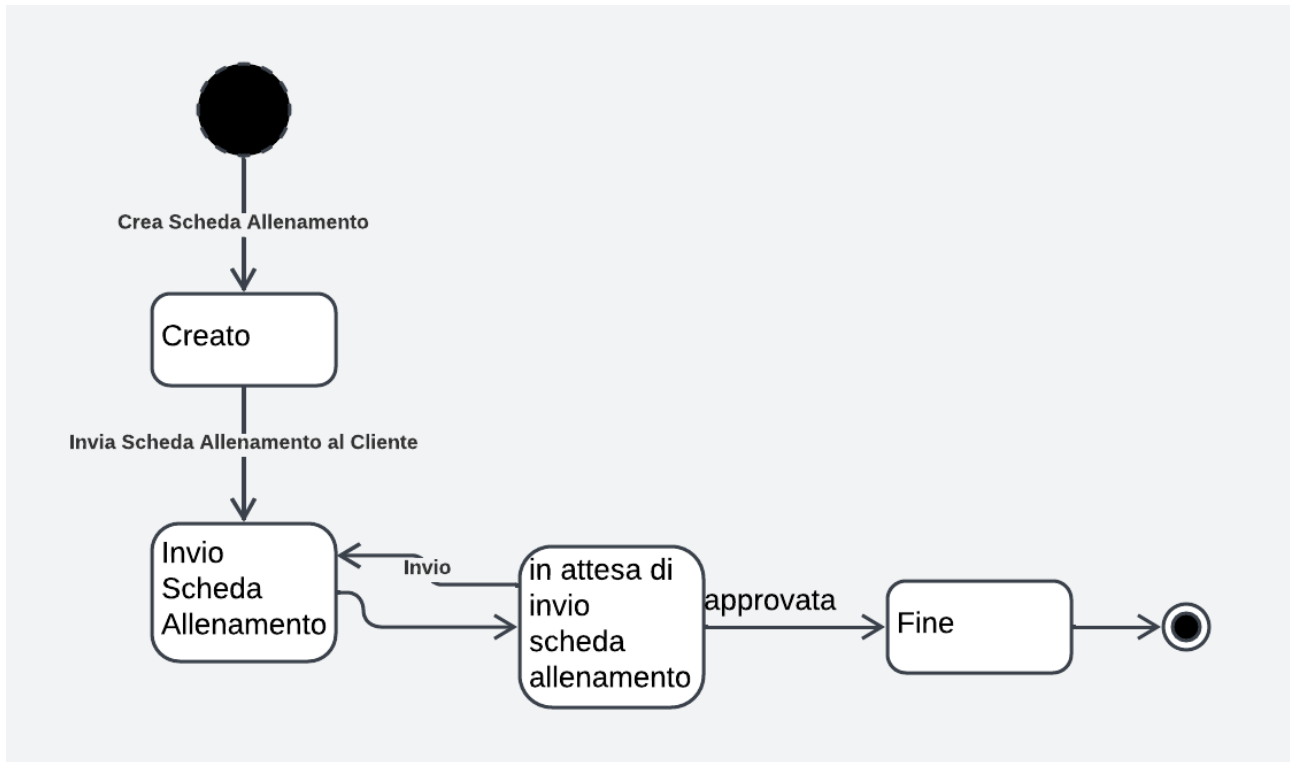 Crea Scheda Allenamento
Creato
Invia Scheda Allenamento al Cliente
Invio
Scheda
Allenamento
Invio
in attesa di
invio
scheda
allenamento
approvata
Fine